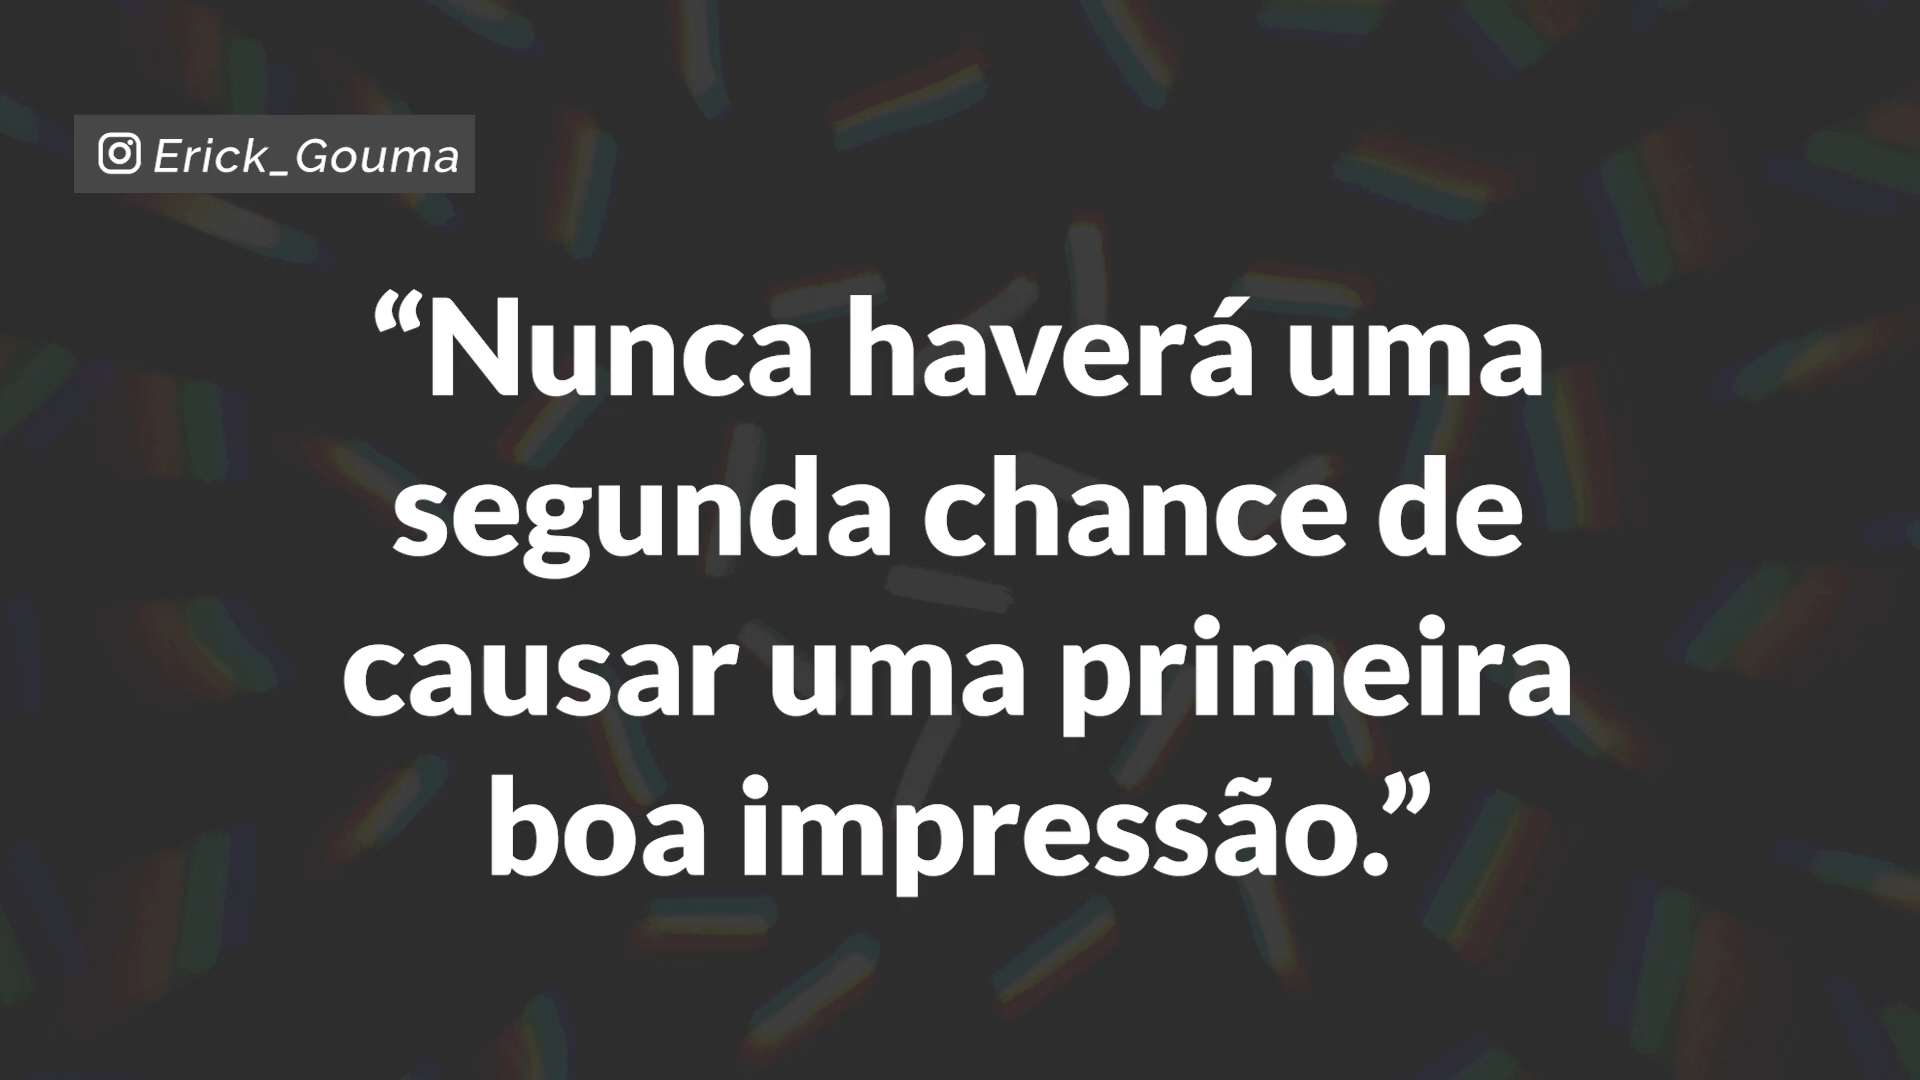 Erick_Gouma
“Nunca haverá uma
segunda chance de
causar uma primeira
boa impressão.”